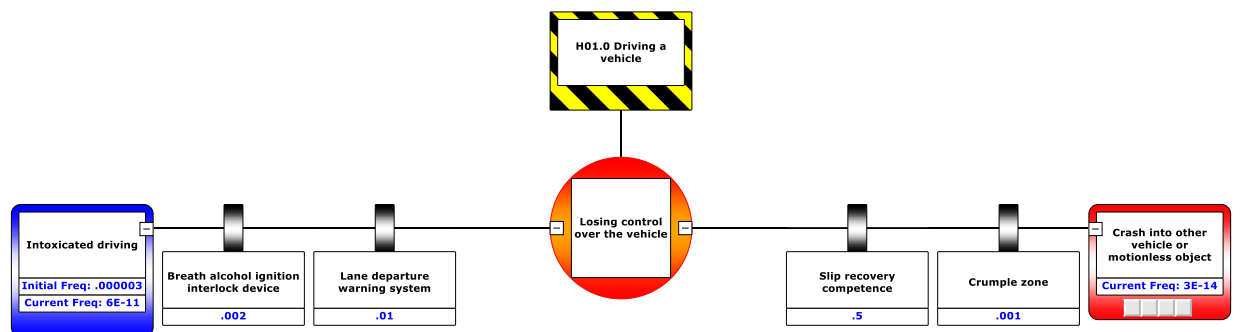 H01.0 Driving a
vehicle
Intoxicated driving
Initial Freq: .000003
Current Freq: 6E-11
Breath alcohol ignition
interlock device
.002
Lane departure
warning system
.01
Losing control
over the vehicle
Slip recovery
competence
.5
Crumple zone
.001
Crash into other
vehicle or
motionless object
Current Freq: 3E-14